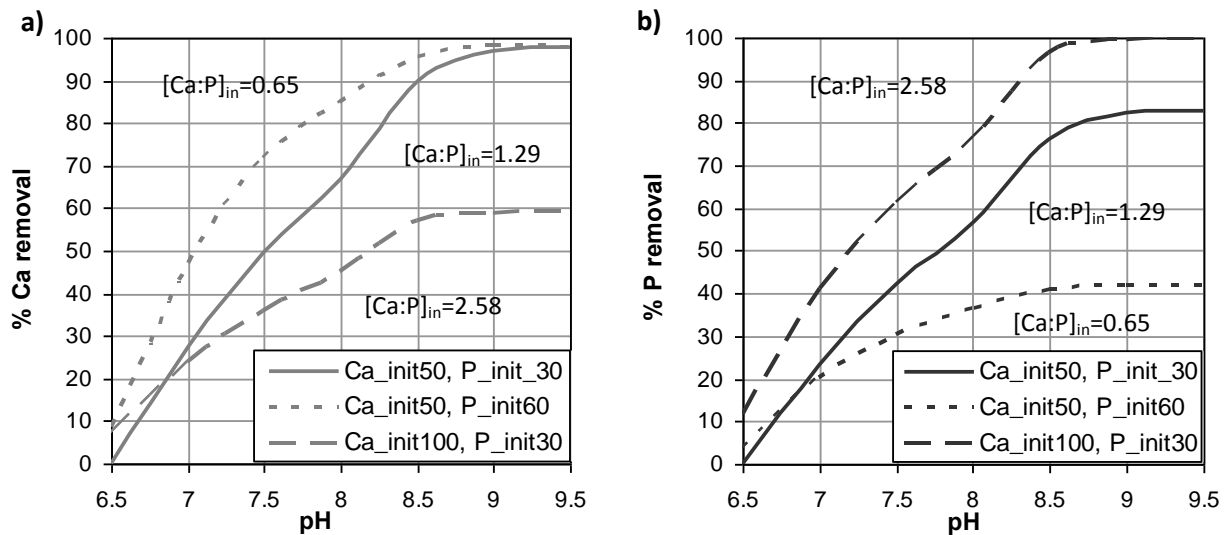 a)
100
90
80
70
60
50
40
30
20
10
0
% Ca removal
[Ca:P]in=0.65
[Ca:P]in=1.29
[Ca:P]in=2.58
Ca_init50, P_init_30
Ca_init50, P_init60
Ca_init100, P_init30
6.5 7 7.5 8 8.5 9 9.5
pH
b)
100
90
80
70
60
50
40
30
20
10
0
% P removal
[Ca:P]in=2.58
[Ca:P]in=1.29
[Ca:P]in=0.65
Ca_init50, P_init_30
Ca_init50, P_init60
Ca_init100, P_init30
6.5 7 7.5 8 8.5 9 9.5
pH